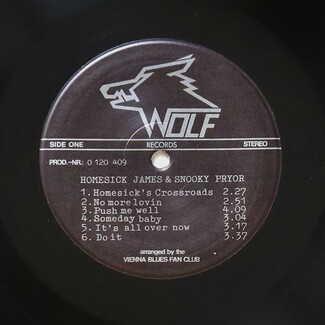 WOLF
SIDE ONE RECORDS STEREO
PROD.-NR.: 0 120 409
HOMESICK JAMES & SNOOKY PRYOR
1. Homesick's Crossroads 2.27
2. No more lovin 2.51
3. Push me well 4.09
4. Someday baby 3.04
5. It's all over now 3.17
6. Do it 3.37
arranged by the
VIENNA BLUES FAN CLUB